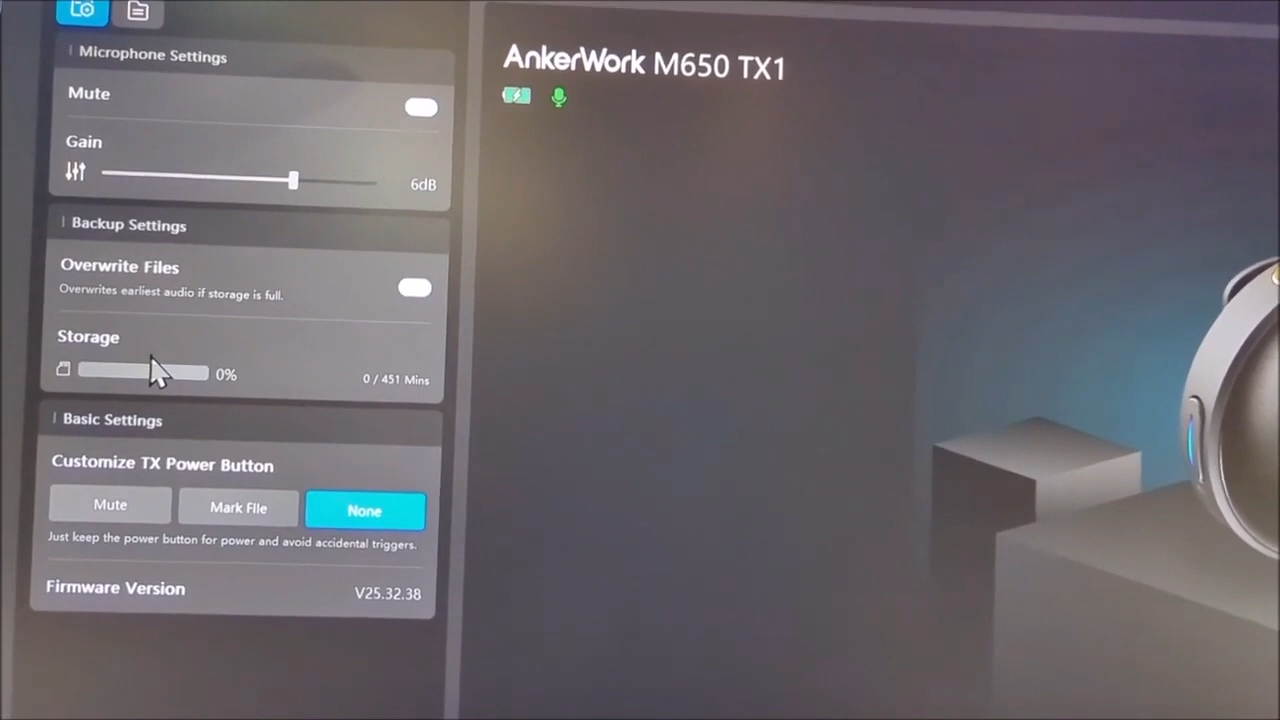 AnkerWork M650 TX1
Microphone Settings
Mute
Gain
6dB
Backup Settings
Overwrite Files
Overwrites earliest audio if storage is full.
Storage
0%
0 / 451 Mins
Basic Settings
Customize TX Power Button
Mute
Mark File
None
Just keep the power button for power and avoid accidental triggers.
Firmware Version
V25.32.38